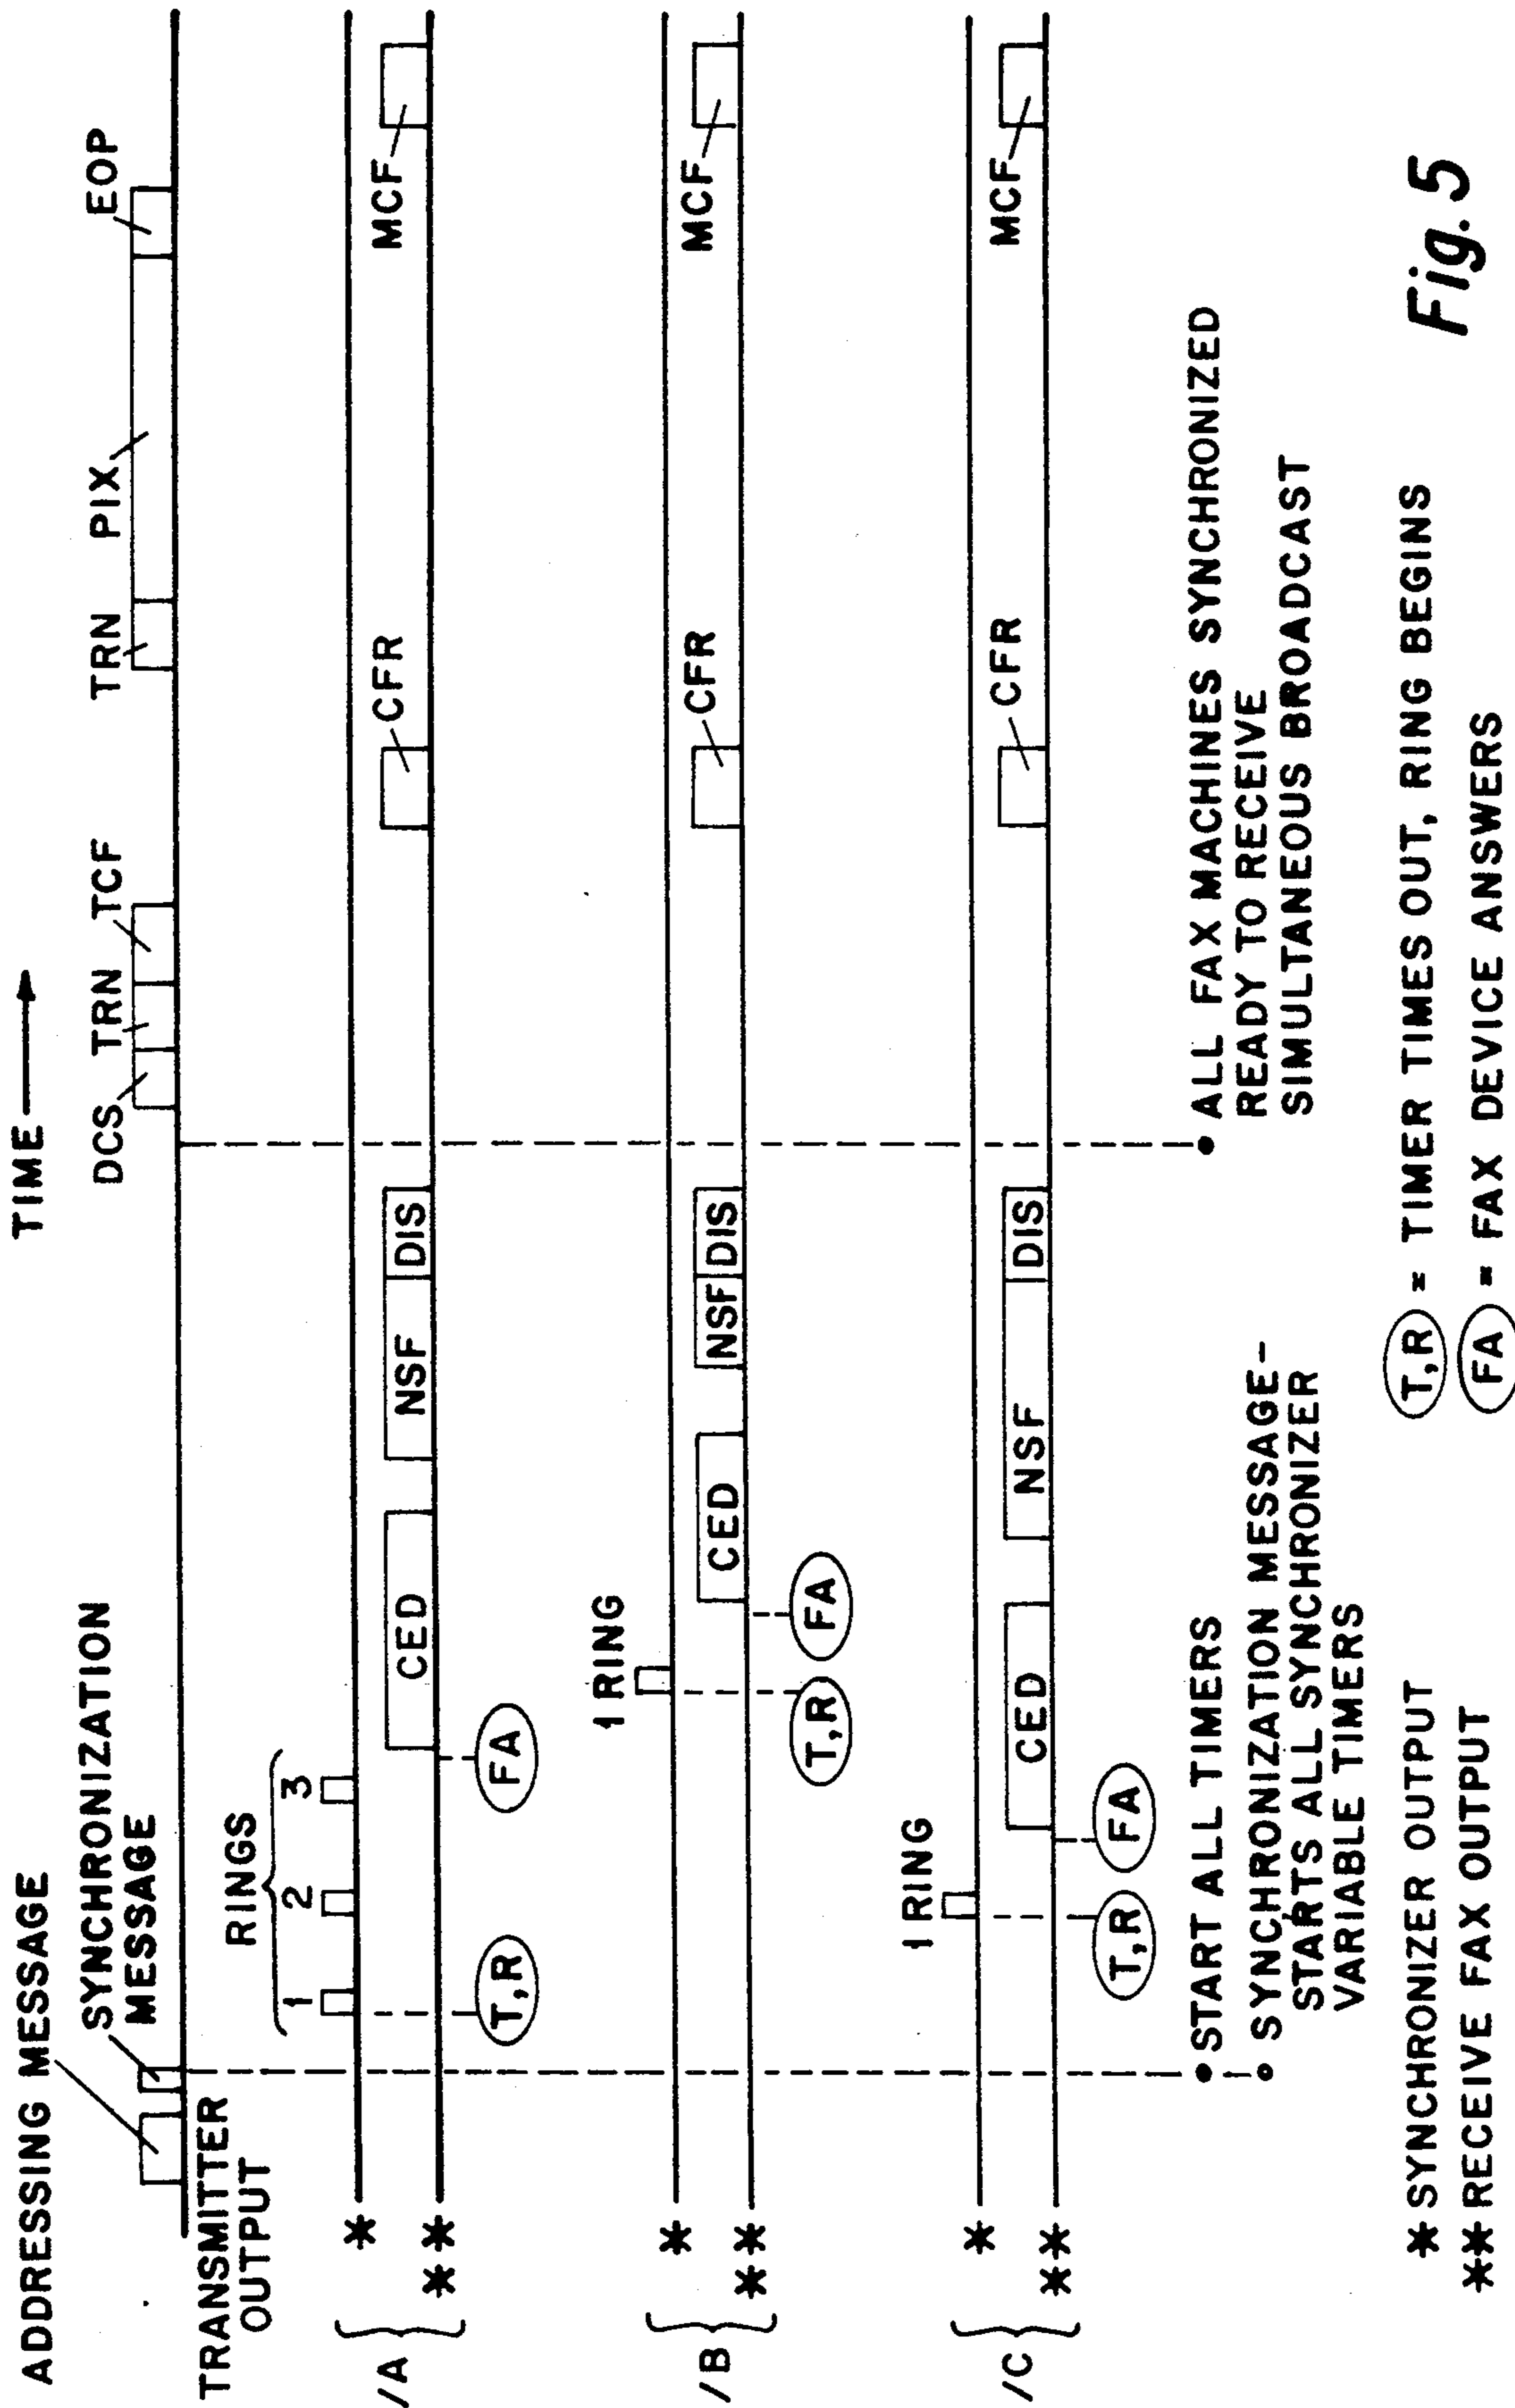 TIME
ADDRESSING MESSAGE
SYNCHRONIZATION
MESSAGE
DCS TRN TCF TRN PIX EOP
TRANSMITTER
OUTPUT
RINGS
1 2 3
/A
*
**
T,R
FA
CED
NSF
DIS
CFR
MCF
1 RING
/B
*
**
T,R
FA
CED
NSF
DIS
CFR
MCF
1 RING
/C
*
**
T,R
FA
CED
NSF
DIS
CFR
MCF
START ALL TIMERS
SYNCHRONIZATION MESSAGE-
STARTS ALL SYNCHRONIZER
VARIABLE TIMERS
ALL FAX MACHINES SYNCHRONIZED
READY TO RECEIVE
SIMULTANEOUS BROADCAST
* SYNCHRONIZER OUTPUT
** RECEIVE FAX OUTPUT
T,R = TIMER TIMES OUT, RING BEGINS
FA = FAX DEVICE ANSWERS
Fig. 5